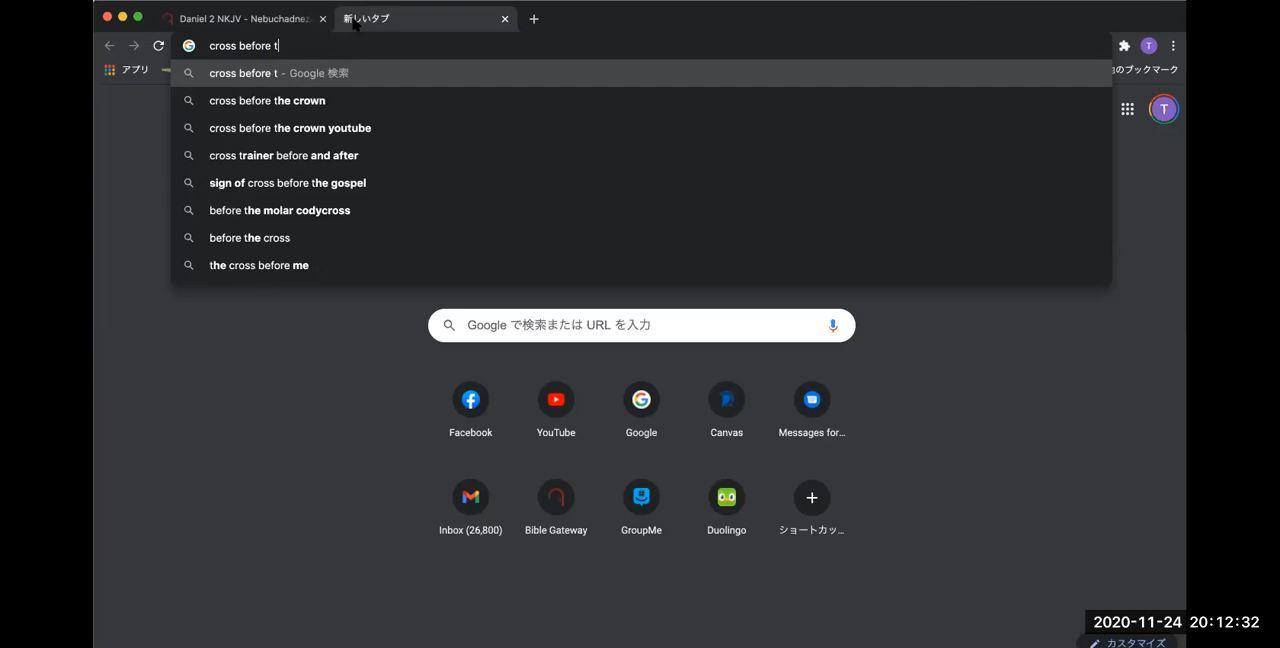 Daniel 2 NKJV - Nebuchadnez
新しいタブ
cross before t
アプリ
のブックマーク
T
cross before t - Google 検索
cross before the crown
cross before the crown youtube
cross trainer before and after
sign of cross before the gospel
before the molar codycross
before the cross
the cross before me
T
Google で検索または URL を入力
Facebook
YouTube
Google
Canvas
Messages for...
Inbox (26,800)
Bible Gateway
GroupMe
Duolingo
ショートカッ...
2020-11-24 20:12:32
カスタマイズ